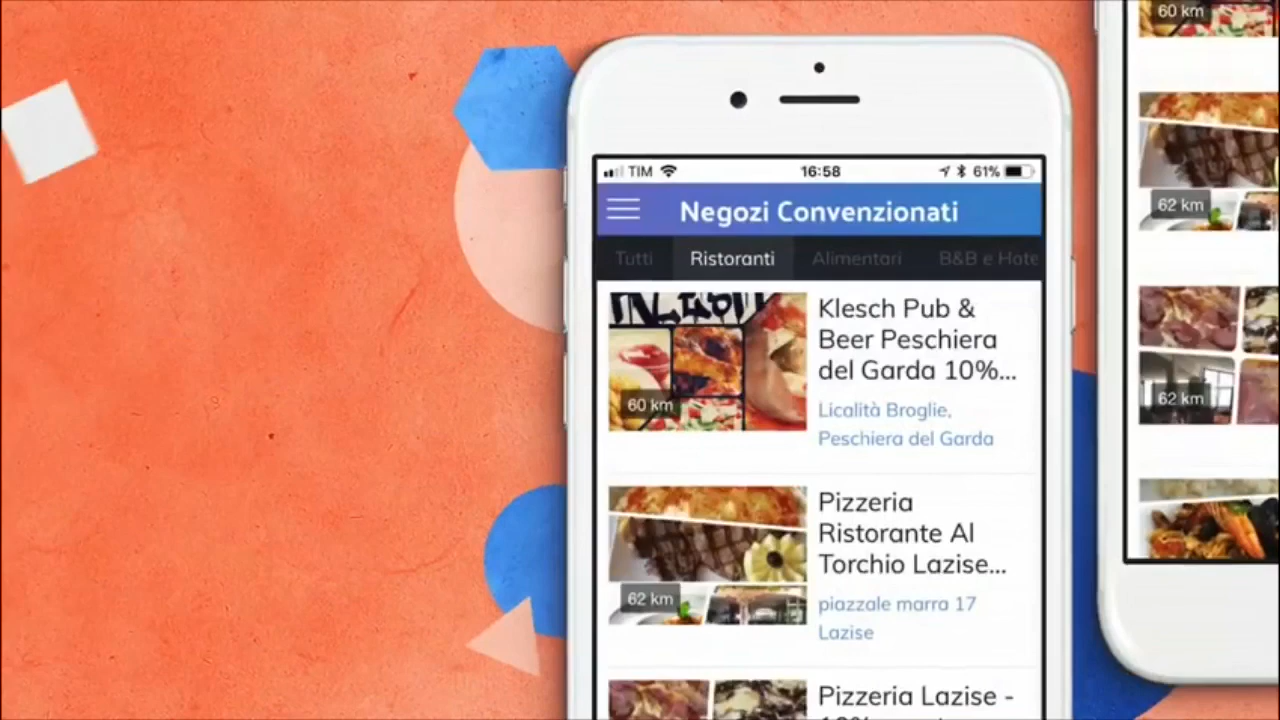 TIM 16:58 61%
Negozi Convenzionati
Tutti Ristoranti Alimentari B&B e Hote
Klesch Pub &
Beer Peschiera
del Garda 10%...
60 km
Licalità Broglie,
Peschiera del Garda
Pizzeria
Ristorante Al
Torchio Lazise...
62 km
piazzale marra 17
Lazise
Pizzeria Lazise -
60 km
62 km
62 km